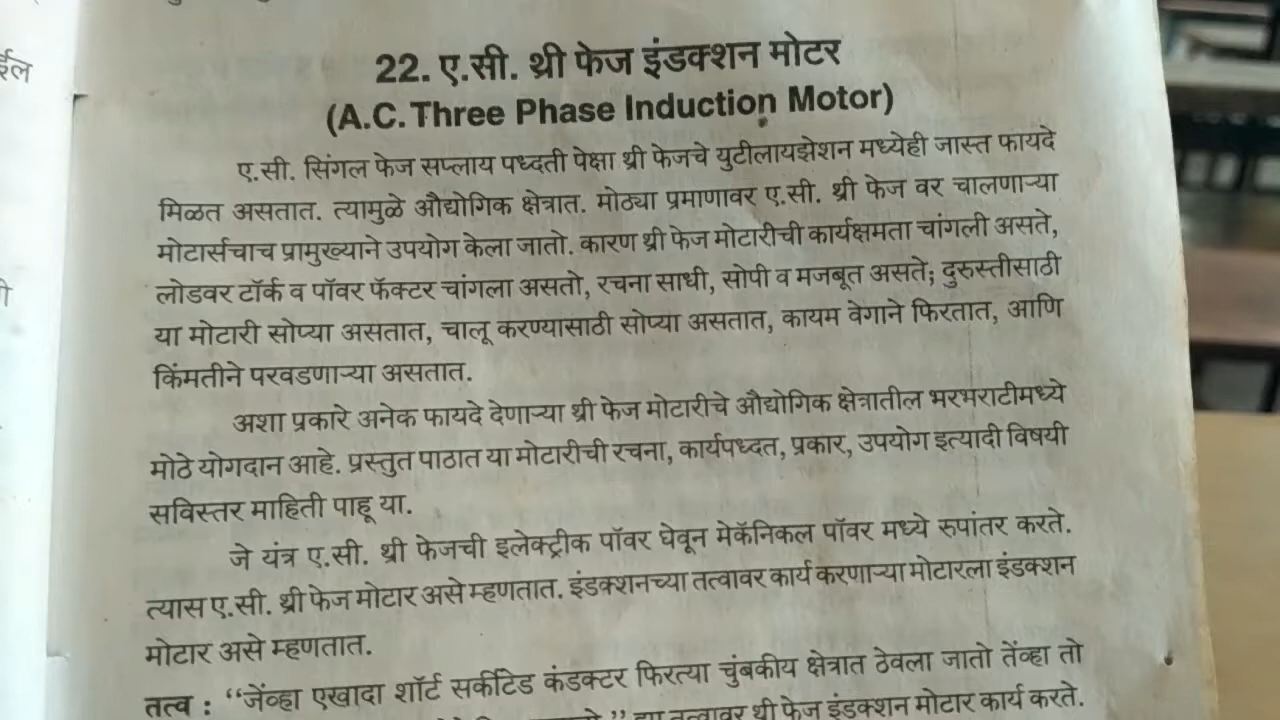 ईल
22. ए.सी. थ्री फेज इंडक्शन मोटर
(A.C. Three Phase Induction Motor)
ए.सी. सिंगल फेज सप्लाय पध्दती पेक्षा थ्री फेजचे युटीलायझेशन मध्येही जास्त फायदे
मिळत असतात. त्यामुळे औद्योगिक क्षेत्रात. मोठ्या प्रमाणावर ए.सी. थ्री फेज वर चालणाऱ्या
मोटार्सचाच प्रामुख्याने उपयोग केला जातो. कारण थ्री फेज मोटारीची कार्यक्षमता चांगली असते,
लोडवर टॉर्क व पॉवर फॅक्टर चांगला असतो, रचना साधी, सोपी व मजबूत असते; दुरुस्तीसाठी
या मोटारी सोप्या असतात, चालू करण्यासाठी सोप्या असतात, कायम वेगाने फिरतात, आणि
किंमतीने परवडणाऱ्या असतात.
अशा प्रकारे अनेक फायदे देणाऱ्या थ्री फेज मोटारीचे औद्योगिक क्षेत्रातील भरभराटीमध्ये
मोठे योगदान आहे. प्रस्तुत पाठात या मोटारीची रचना, कार्यपध्दत, प्रकार, उपयोग इत्यादी विषयी
सविस्तर माहिती पाहू या.
जे यंत्र ए.सी. थ्री फेजची इलेक्ट्रीक पॉवर घेवून मेकॅनिकल पॉवर मध्ये रुपांतर करते.
त्यास ए.सी. थ्री फेज मोटार असे म्हणतात. इंडक्शनच्या तत्वावर कार्य करणाऱ्या मोटारला इंडक्शन
मोटार असे म्हणतात.
तत्व : “जेंव्हा एखादा शॉर्ट सर्कीटिड कंडक्टर फिरत्या चुंबकीय क्षेत्रात ठेवला जातो तेंव्हा तो
” ह्या तत्वावर थ्री फेज इंडक्शन मोटार कार्य करते.